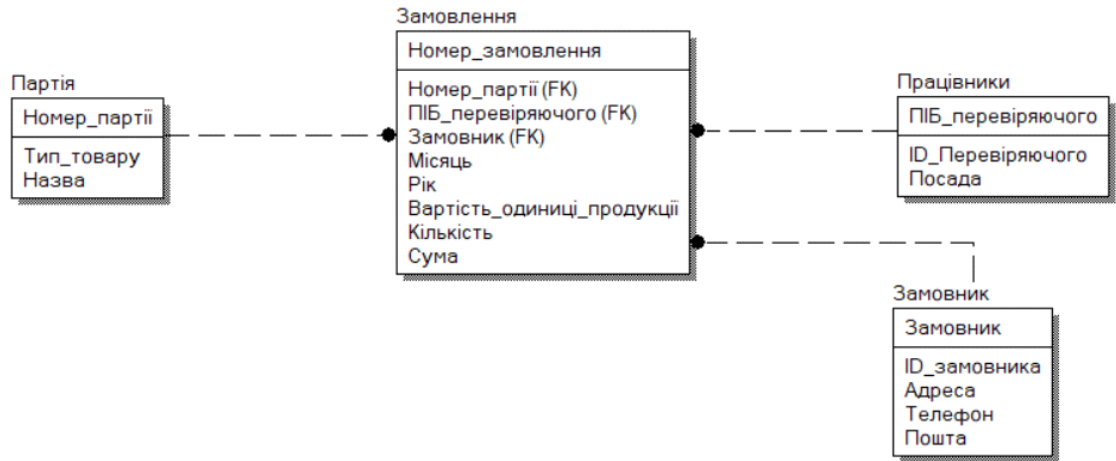 Замовлення
Номер_замовлення
Номер_партії (FK)
ПІБ_перевіряючого (FK)
Замовник (FK)
Місяць
Рік
Вартість_одиниці_продукції
Кількість
Сума
Партія
Номер_партії
Тип_товару
Назва
Працівники
ПІБ_перевіряючого
ID_Перевіряючого
Посада
Замовник
Замовник
ID_замовника
Адреса
Телефон
Пошта